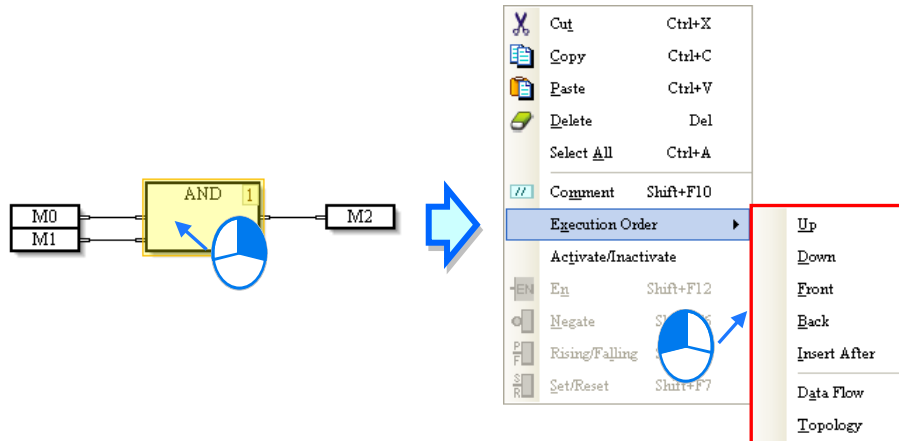 AND 1
M0
M1
M2
Cut Ctrl+X
Copy Ctrl+C
Paste Ctrl+V
Delete Del
Select All Ctrl+A
// Comment Shift+F10
Execution Order
Activate/Inactivate
EN En Shift+F12
Negate
P F Rising/Falling
S R Set/Reset Shift+F7
Up
Down
Front
Back
Insert After
Data Flow
Topology